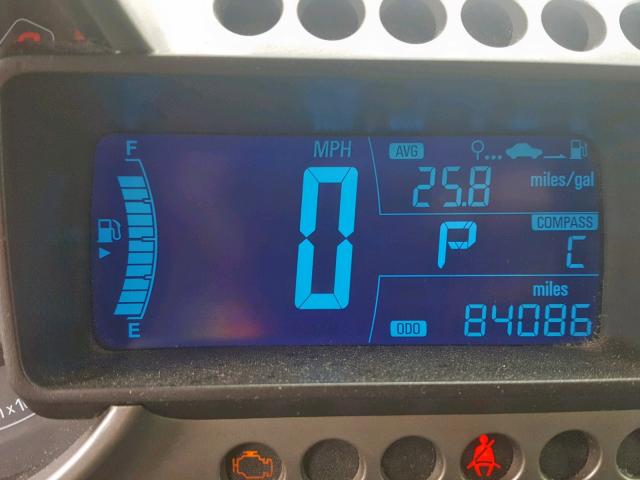 F
MPH
AVG
25.8 miles/gal
0
COMPASS
P
C
miles
E
ODO 84086